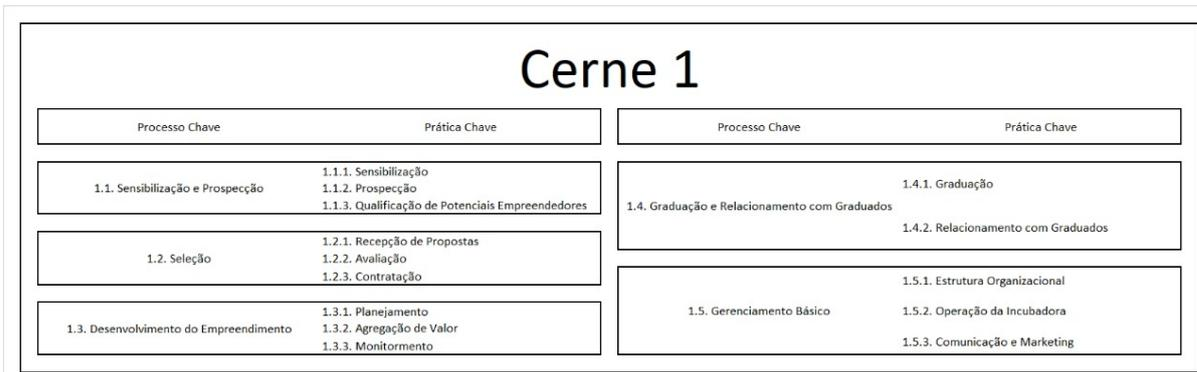 Cerne 1
Processo Chave Prática Chave
1.1. Sensibilização e Prospecção
1.1.1. Sensibilização
1.1.2. Prospecção
1.1.3. Qualificação de Potenciais Empreendedores
1.2. Seleção
1.2.1. Recepção de Propostas
1.2.2. Avaliação
1.2.3. Contratação
1.3. Desenvolvimento do Empreendimento
1.3.1. Planejamento
1.3.2. Agregação de Valor
1.3.3. Monitormento
Processo Chave Prática Chave
1.4. Graduação e Relacionamento com Graduados
1.4.1. Graduação
1.4.2. Relacionamento com Graduados
1.5. Gerenciamento Básico
1.5.1. Estrutura Organizacional
1.5.2. Operação da Incubadora
1.5.3. Comunicação e Marketing